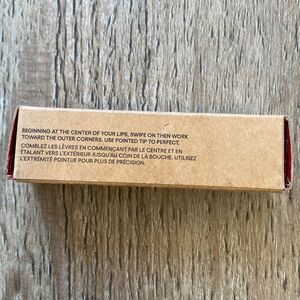 BEGINNING AT THE CENTER OF YOUR LIPS, SWIPE ON THEN WORK
TOWARD THE OUTER CORNERS. USE POINTED TIP TO PERFECT.
COMBLEZ LES LÈVRES EN COMMENÇANT PAR LE CENTRE ET EN
ÉTALANT VERS L'EXTÉRIEUR JUSQU'AU COIN DE LA BOUCHE. UTILISEZ
L'EXTRÉMITÉ POINTUE POUR PLUS DE PRÉCISION.